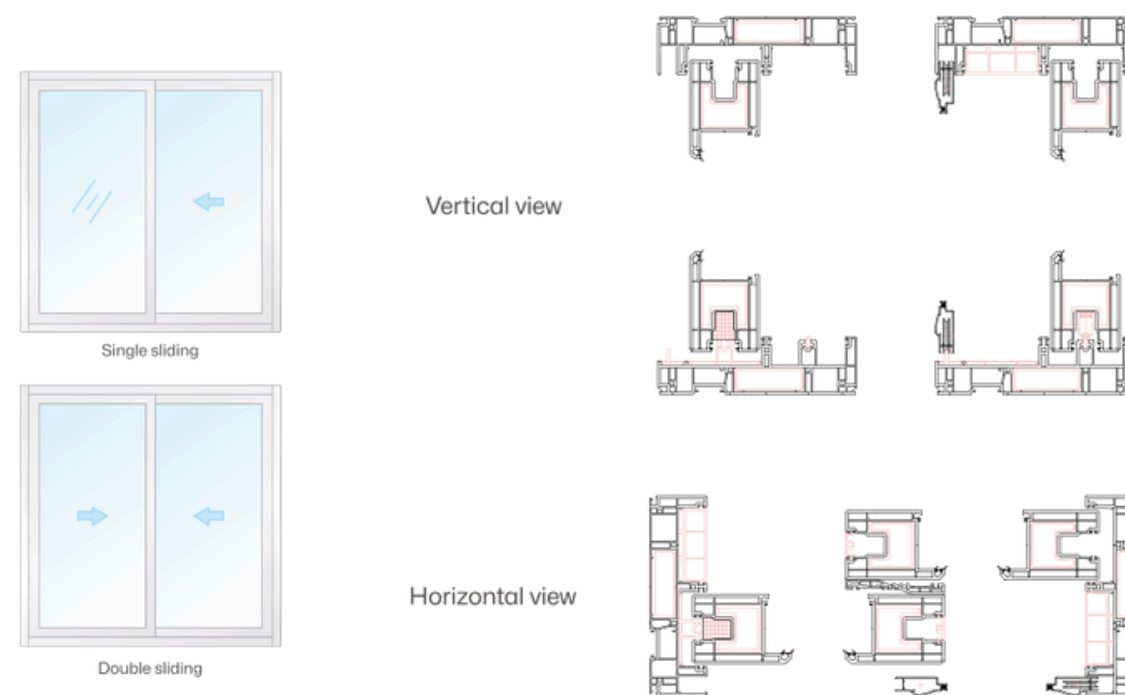 Vertical view
Single sliding
Horizontal view
Double sliding